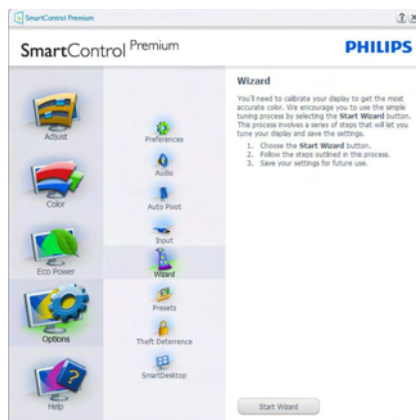 SmartControl Premium
SmartControl Premium
PHILIPS
Adjust
Color
Eco Power
Options
Help
Preferences
Audio
Auto Pivot
Input
Wizard
Presets
Theft Deterrence
SmartDesktop
Wizard
You'll need to calibrate your display to get the most
accurate color. We encourage you to use the simple
tuning process by selecting the Start Wizard button.
This process involves a series of steps that will let you
tune your display and save the settings.
1. Choose the Start Wizard button.
2. Follow the steps outlined in the process.
3. Save your settings for future use.
Start Wizard